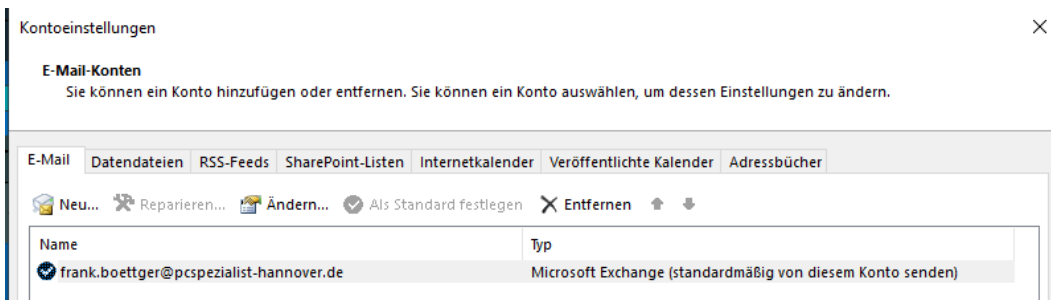 Kontoeinstellungen
E-Mail-Konten
Sie können ein Konto hinzufügen oder entfernen. Sie können ein Konto auswählen, um dessen Einstellungen zu ändern.
E-Mail Datendateien RSS-Feeds SharePoint-Listen Internetkalender Veröffentlichte Kalender Adressbücher
Neu... Reparieren... Ändern... Als Standard festlegen Entfernen
Name Typ
frank.boettger@pcspezialist-hannover.de Microsoft Exchange (standardmäßig von diesem Konto senden)